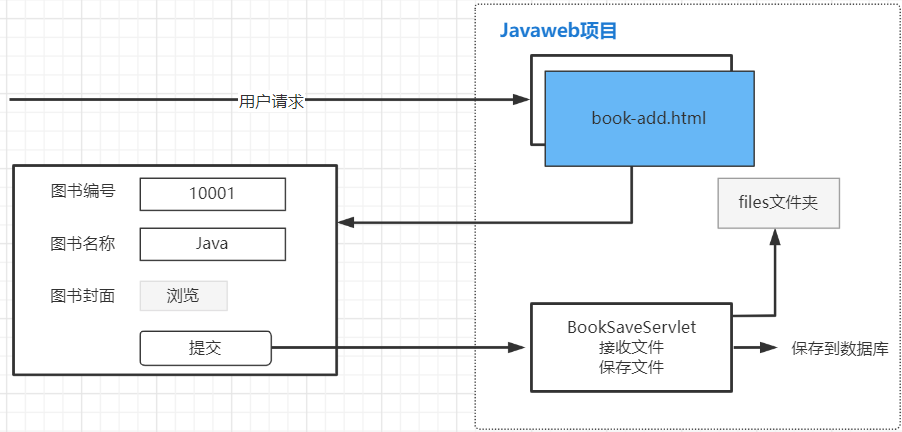 Javaweb项目
用户请求
book-add.html
图书编号
10001
files文件夹
图书名称
Java
图书封面
浏览
提交
BookSaveServlet
接收文件
保存文件
保存到数据库